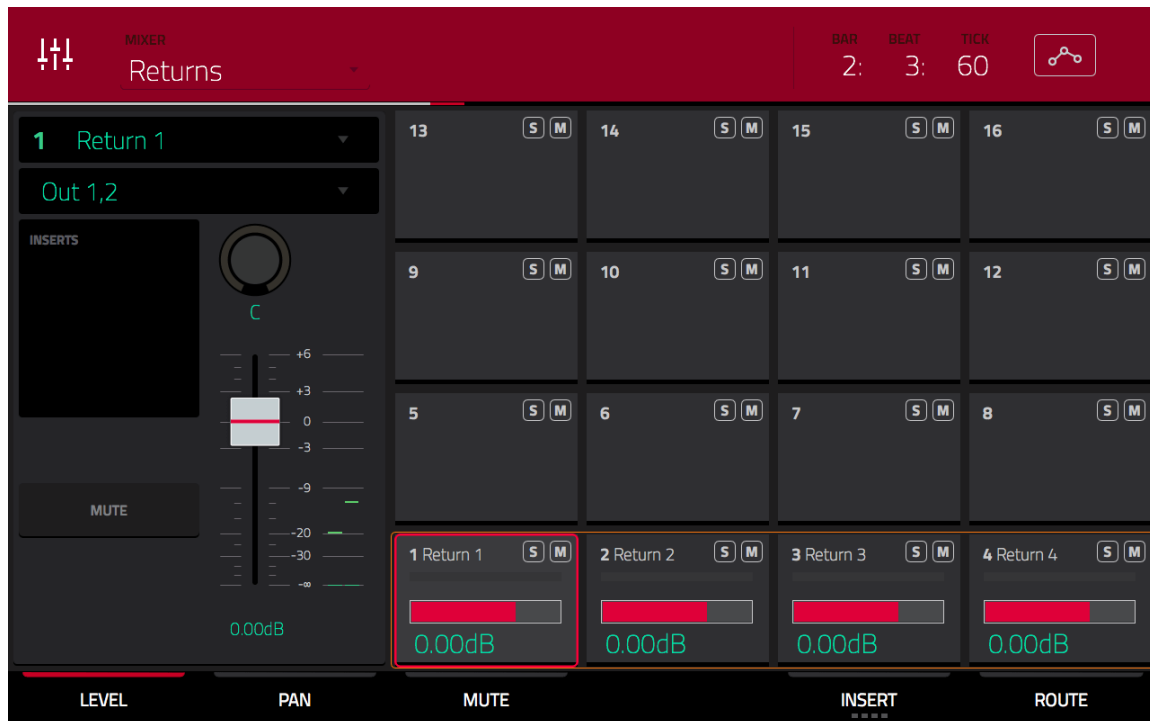 MIXER
Returns
BAR BEAT TICK
2: 3: 60
1 Return 1
Out 1,2
INSERTS
C
+6
+3
0
-3
-9
-20
-30
-∞
MUTE
0.00dB
13 S M 14 S M 15 S M 16 S M
9 S M 10 S M 11 S M 12 S M
5 S M 6 S M 7 S M 8 S M
1 Return 1 S M 2 Return 2 S M 3 Return 3 S M 4 Return 4 S M
0.00dB 0.00dB 0.00dB 0.00dB
LEVEL PAN MUTE INSERT ROUTE